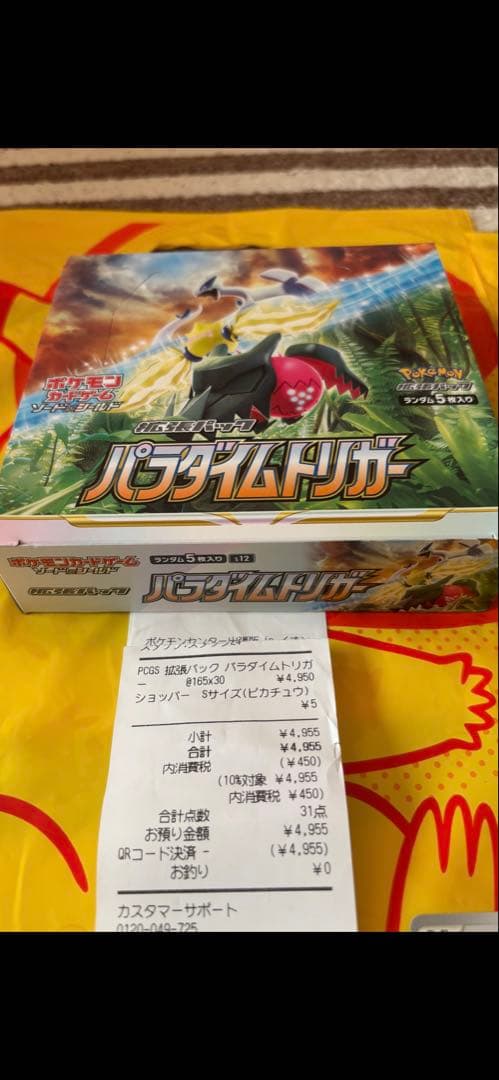 ポケモン
カードゲーム
ソード&シールド
POKÉMON
拡張パック
ランダム5枚入り
拡張パック
パラダイムトリガー
ポケモンカードゲーム
ソード&シールド
拡張パック
ランダム5枚入り s12
パラダイムトリガー
PCGS 拡張パック パラダイムトリガ
ー @165x30 ¥4,950
ショッパー Sサイズ(ピカチュウ)
¥5
小計 ¥4,955
合計 ¥4,955
内消費税 (¥450)
(10%対象 ¥4,955
内消費税 ¥450)
合計点数 31点
お預り金額 ¥4,955
QRコード決済 - (¥4,955)
お釣り ¥0
カスタマーサポート
0120-049-725